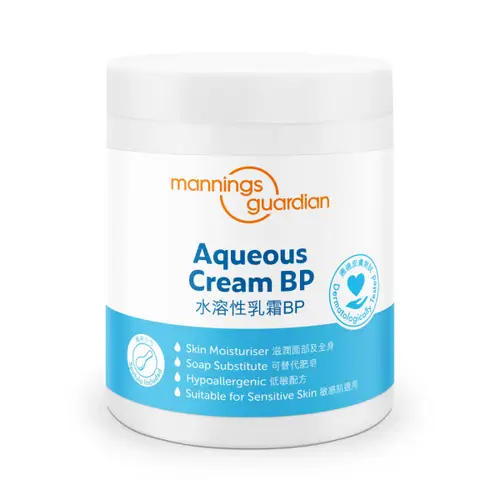 mannings
guardian
Aqueous
Cream BP
水溶性乳霜BP
Dermatologically Tested
Skin Moisturiser 滋潤面部及全身
Soap Substitute 可替代肥皂
Hypoallergenic 低敏配方
Suitable for Sensitive Skin 敏感肌適用
Included